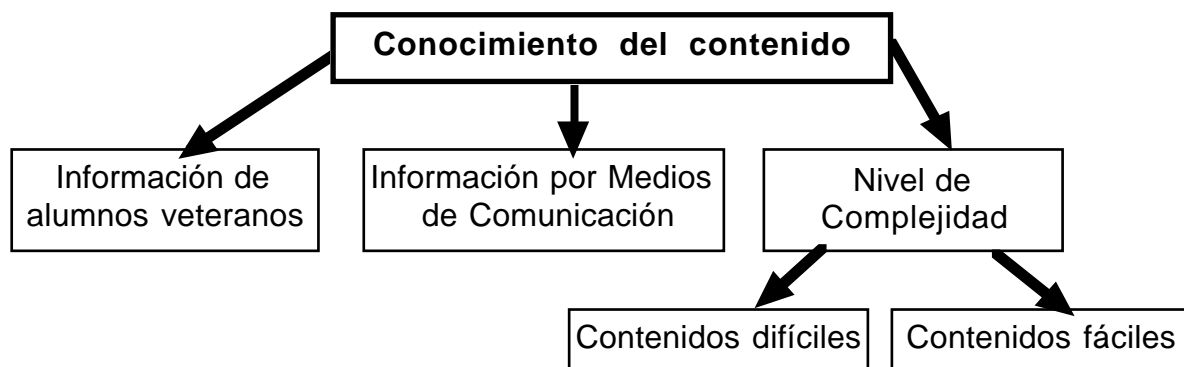 Conocimiento del contenido
Información de
alumnos veteranos
Información por Medios
de Comunicación
Nivel de
Complejidad
Contenidos difíciles
Contenidos fáciles